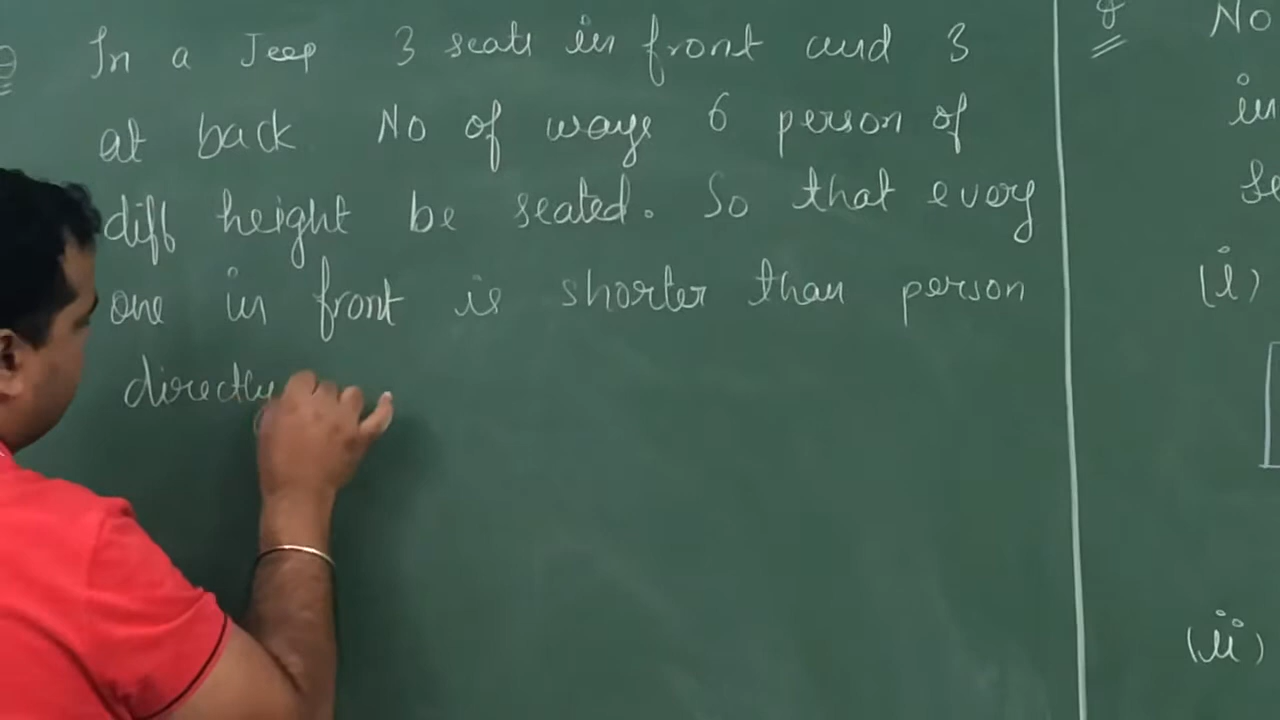 Q In a Jeep 3 seats in front and 3
at back No of ways 6 person of
diff height be seated. So that every
one in front is shorter than person
directly
Q No
in
se
(i)
(ii)